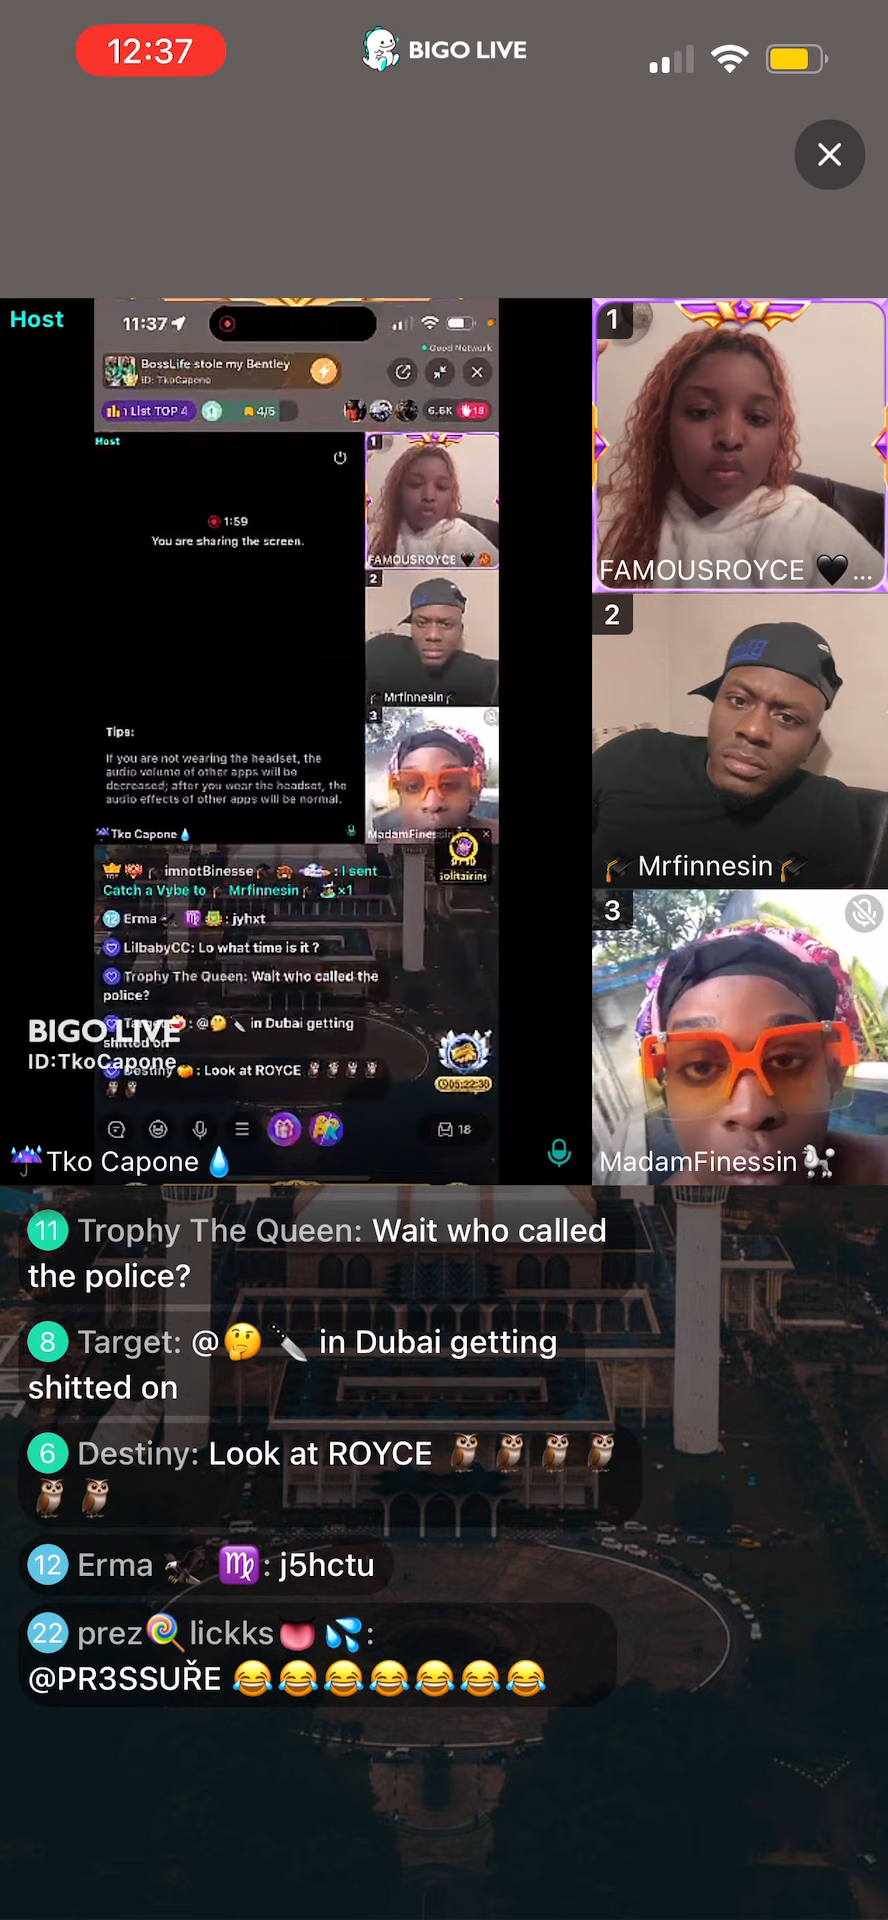 12:37
BIGO LIVE
Host
11:37
Good Network
BossLife stole my Bentley
ID: TkoCapone
List TOP 4
1
4/5
6.6K
18
Host
1:59
You are sharing the screen.
1
FAMOUSROYCE 🖤
2
Mrfinnesin
3
Tips:
If you are not wearing the headset, the
audio volume of other apps will be
decreased; after you wear the headset, the
audio effects of other apps will be normal.
Tko Capone 💧
MadamFinessin
imnotBinesse : I sent
Catch a Vybe to Mrfinnesin x1
12 Erma ♍ : jyhxt
LilbabyCC: Lo what time is it ?
Trophy The Queen: Wait who called the
police?
: @🤔🔪 in Dubai getting
shitted on
Destiny : Look at ROYCE 🦉🦉🦉🦉
🦉🦉
05:22:30
18
BIGO LIVE
ID:TkoCapone
☔Tko Capone💧
1
FAMOUSROYCE 🖤...
2
🎓Mrfinnesin🎓
3
MadamFinessin🐩
11 Trophy The Queen: Wait who called
the police?
8 Target: @🤔🔪 in Dubai getting
shitted on
6 Destiny: Look at ROYCE 🦉🦉🦉🦉
🦉🦉
12 Erma 🦅 ♍: j5hctu
22 prez🍭lickks👅💦:
@PR3SSUŘE 😂😂😂😂😂😂😂